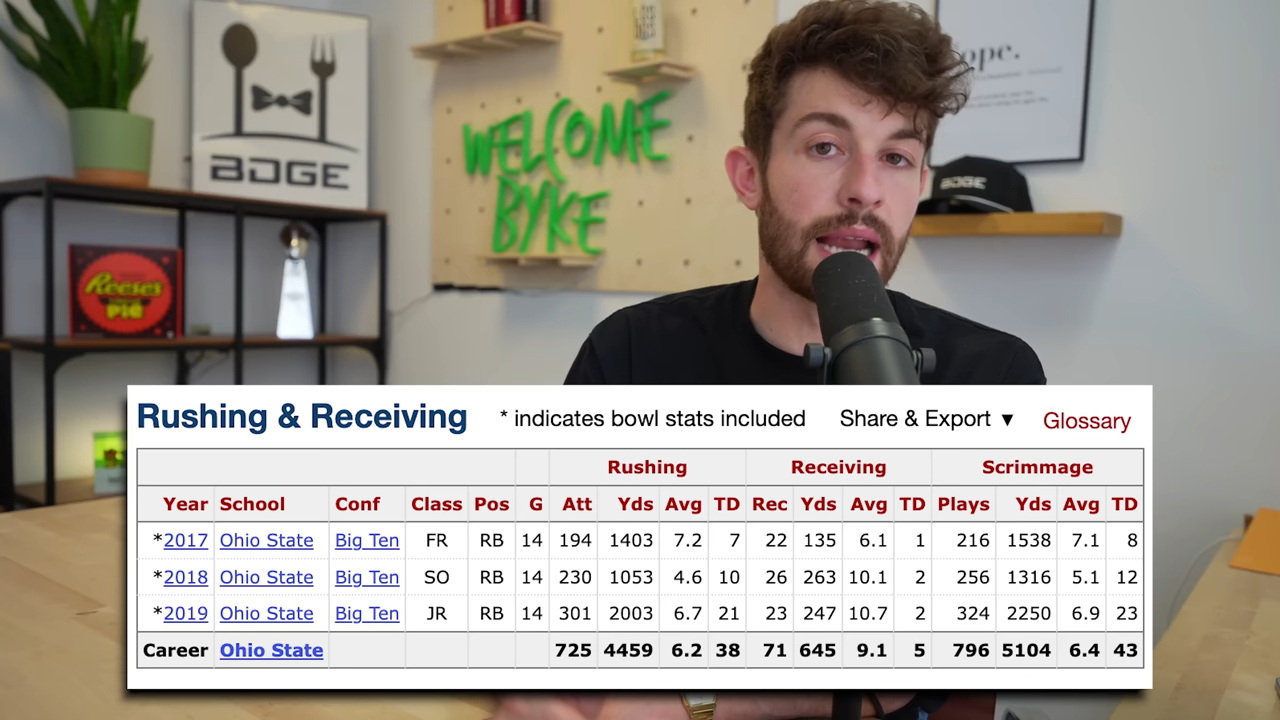 ope.
BDGE
WELCOME
BYKE
BDGE
Reese's
PIE
Rushing & Receiving * indicates bowl stats included Share & Export ▼ Glossary
Rushing Receiving Scrimmage
Year School Conf Class Pos G Att Yds Avg TD Rec Yds Avg TD Plays Yds Avg TD
*2017 Ohio State Big Ten FR RB 14 194 1403 7.2 7 22 135 6.1 1 216 1538 7.1 8
*2018 Ohio State Big Ten SO RB 14 230 1053 4.6 10 26 263 10.1 2 256 1316 5.1 12
*2019 Ohio State Big Ten JR RB 14 301 2003 6.7 21 23 247 10.7 2 324 2250 6.9 23
Career Ohio State 725 4459 6.2 38 71 645 9.1 5 796 5104 6.4 43